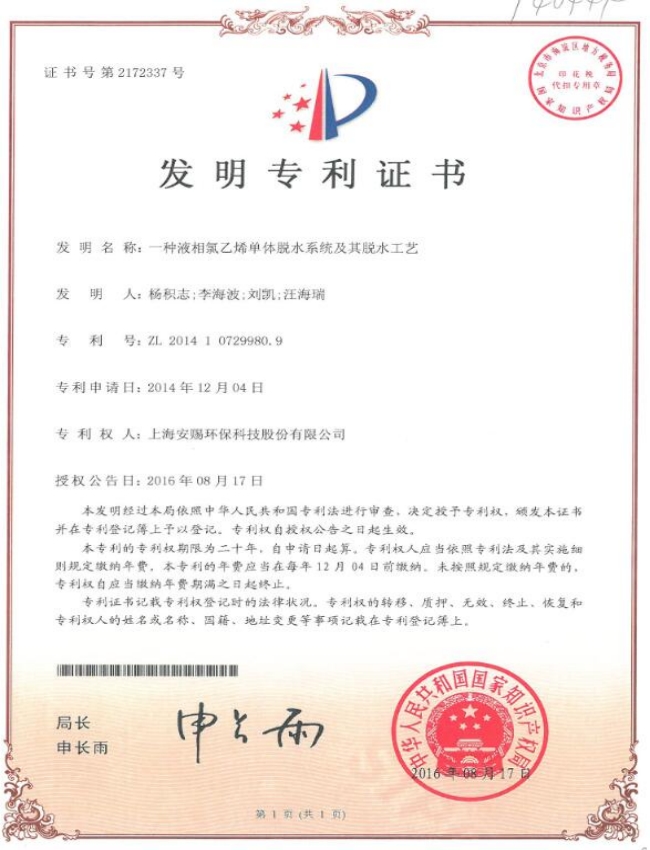 证书号第2172337号
北京市海淀区地方税务局
印花税
代扣专用章
国家知识产权局
发明专利证书
发明名称：一种液相氯乙烯单体脱水系统及其脱水工艺
发明人：杨积志;李海波;刘凯;汪海瑞
专利号：ZL 2014 1 0729980.9
专利申请日：2014年12月04日
专利权人：上海安赐环保科技股份有限公司
授权公告日：2016年08月17日
本发明经过本局依照中华人民共和国专利法进行审查，决定授予专利权，颁发本证书
并在专利登记簿上予以登记。专利权自授权公告之日起生效。
本专利的专利权期限为二十年，自申请日起算。专利权人应当依照专利法及其实施细
则规定缴纳年费。本专利的年费应当在每年12月04日前缴纳。未按照规定缴纳年费的，
专利权自应当缴纳年费期满之日起终止。
专利证书记载专利权登记时的法律状况。专利权的转移、质押、无效、终止、恢复和
专利权人的姓名或名称、国籍、地址变更等事项记载在专利登记簿上。
局长
申长雨
申长雨
中华人民共和国国家知识产权局
2016年08月17日
第1页(共1页)